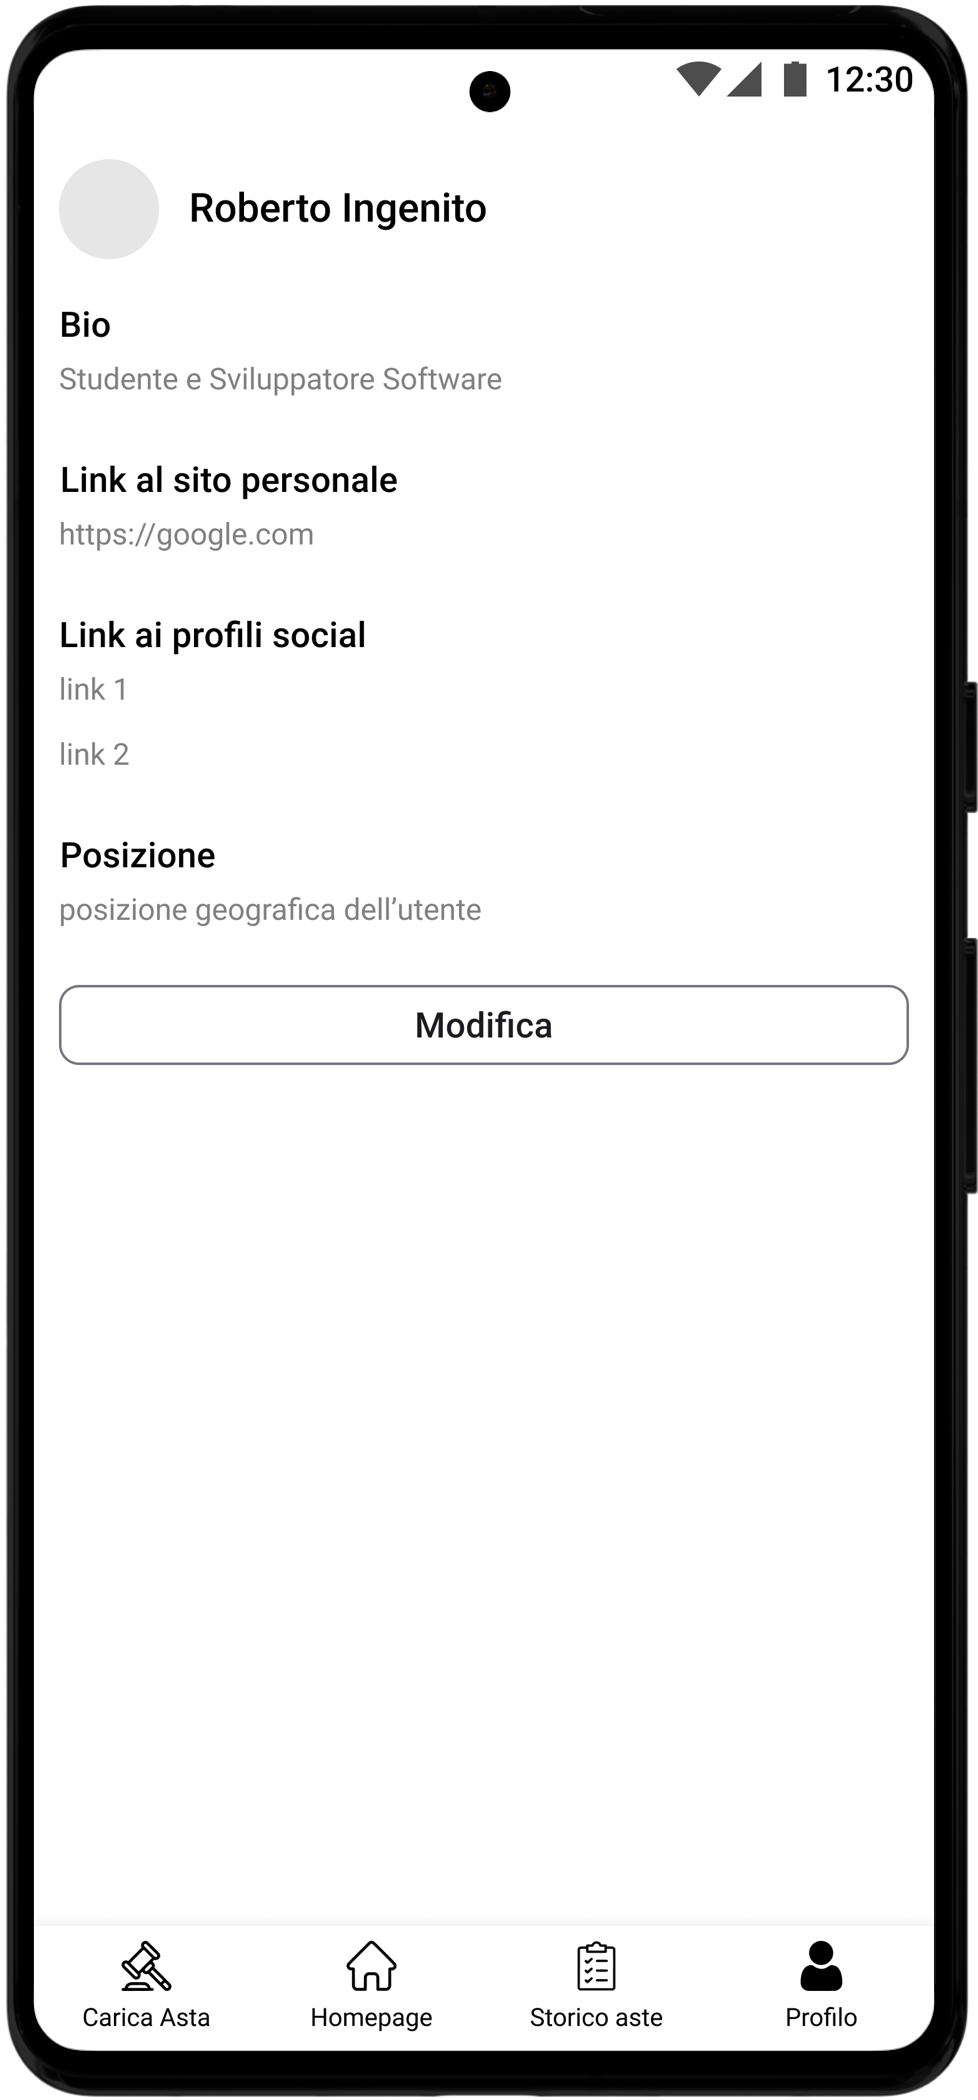 12:30
Roberto Ingenito
Bio
Studente e Sviluppatore Software
Link al sito personale
https://google.com
Link ai profili social
link 1
link 2
Posizione
posizione geografica dell’utente
Modifica
Carica Asta
Homepage
Storico aste
Profilo